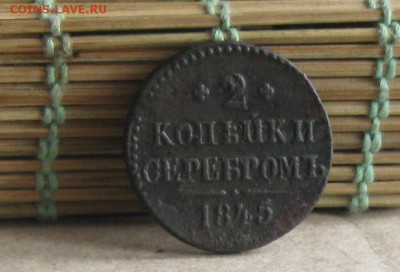 COINS.LAVE.RU
+ 2 +
КОПѢЙКИ
СЕРЕБРОМЪ
1845